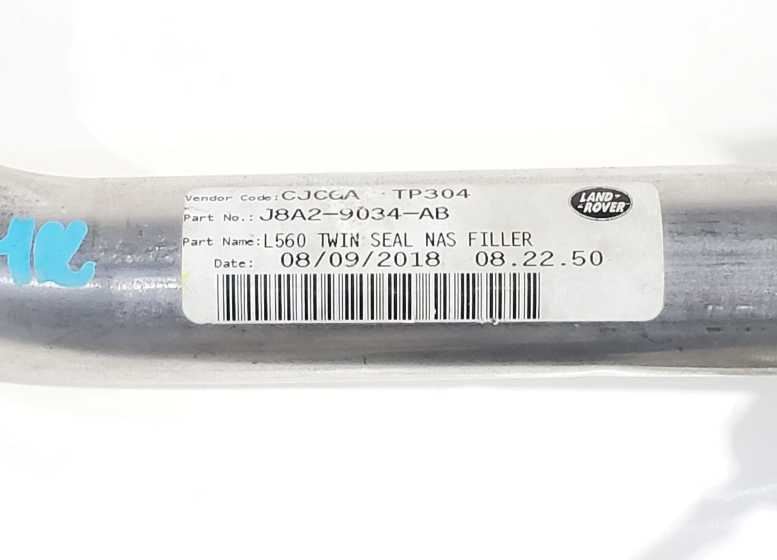 Vendor Code: CJCGA TP304
LAND ROVER
Part No.: J8A2-9034-AB
Part Name: L560 TWIN SEAL NAS FILLER
Date: 08/09/2018 08.22.50